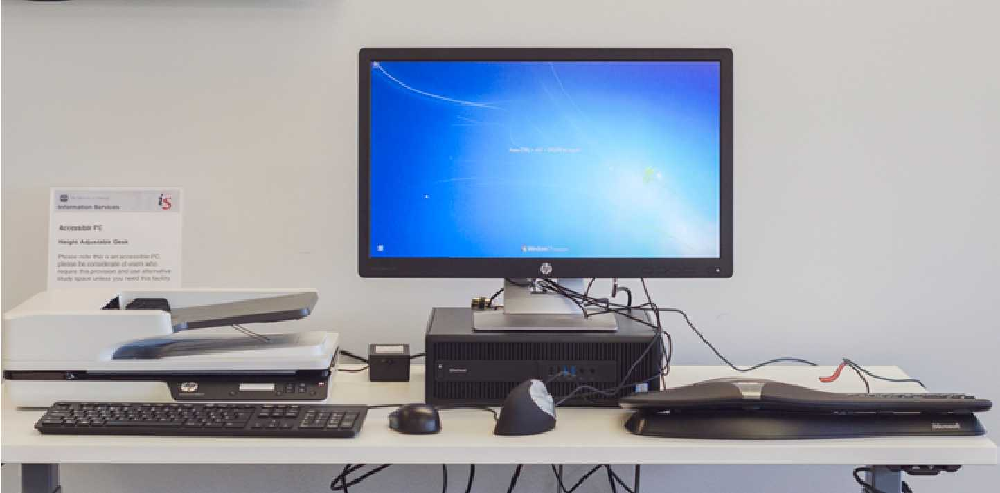 Information Services
is
Accessible PC
Height Adjustable Desk
Please note this is an accessible PC,
please be considerate of users who
require this provision and use alternative
study space unless you need this facility.
Press CTRL + ALT + DELETE to log on
Windows 7
hp
hp
EliteDesk
Microsoft